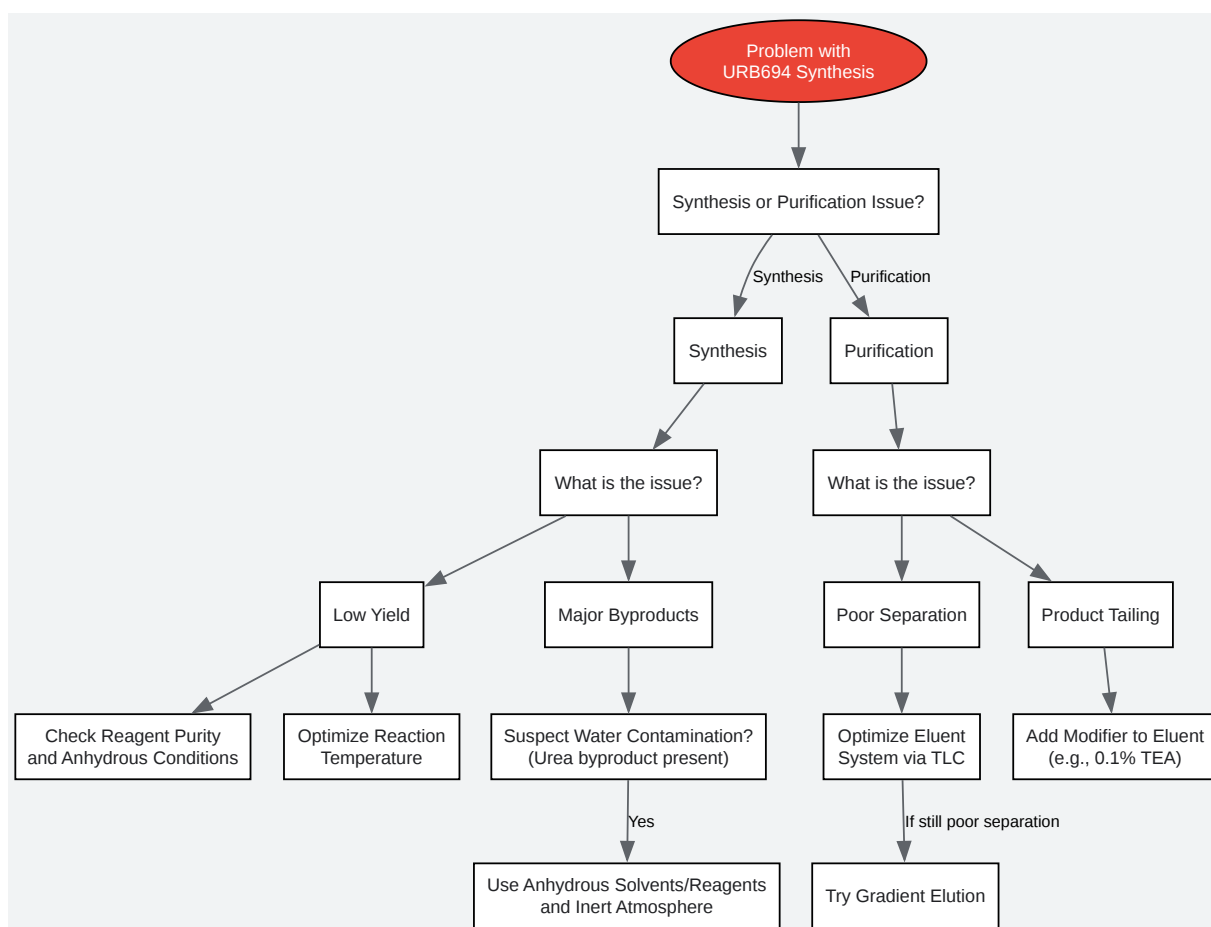 Problem with
URB694 Synthesis
Synthesis or Purification Issue?
Synthesis
Purification
Synthesis
Purification
What is the issue?
What is the issue?
Low Yield
Major Byproducts
Poor Separation
Product Tailing
Check Reagent Purity
and Anhydrous Conditions
Optimize Reaction
Temperature
Suspect Water Contamination?
(Urea byproduct present)
Optimize Eluent
System via TLC
Add Modifier to Eluent
(e.g., 0.1% TEA)
Yes
If still poor separation
Use Anhydrous Solvents/Reagents
and Inert Atmosphere
Try Gradient Elution